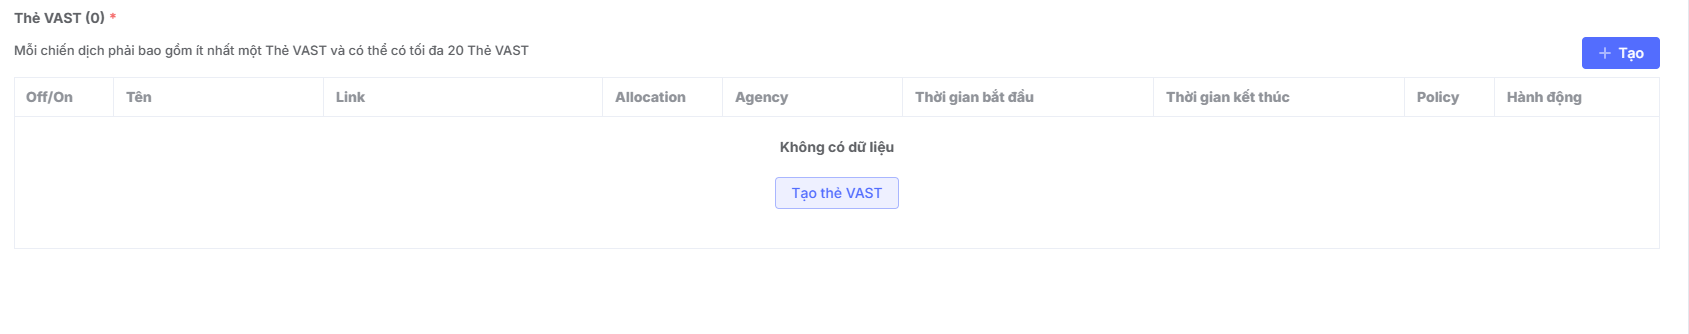 Thẻ VAST (0) *
Mỗi chiến dịch phải bao gồm ít nhất một Thẻ VAST và có thể có tối đa 20 Thẻ VAST
+ Tạo
Off/On Tên Link Allocation Agency Thời gian bắt đầu Thời gian kết thúc Policy Hành động
Không có dữ liệu
Tạo thẻ VAST